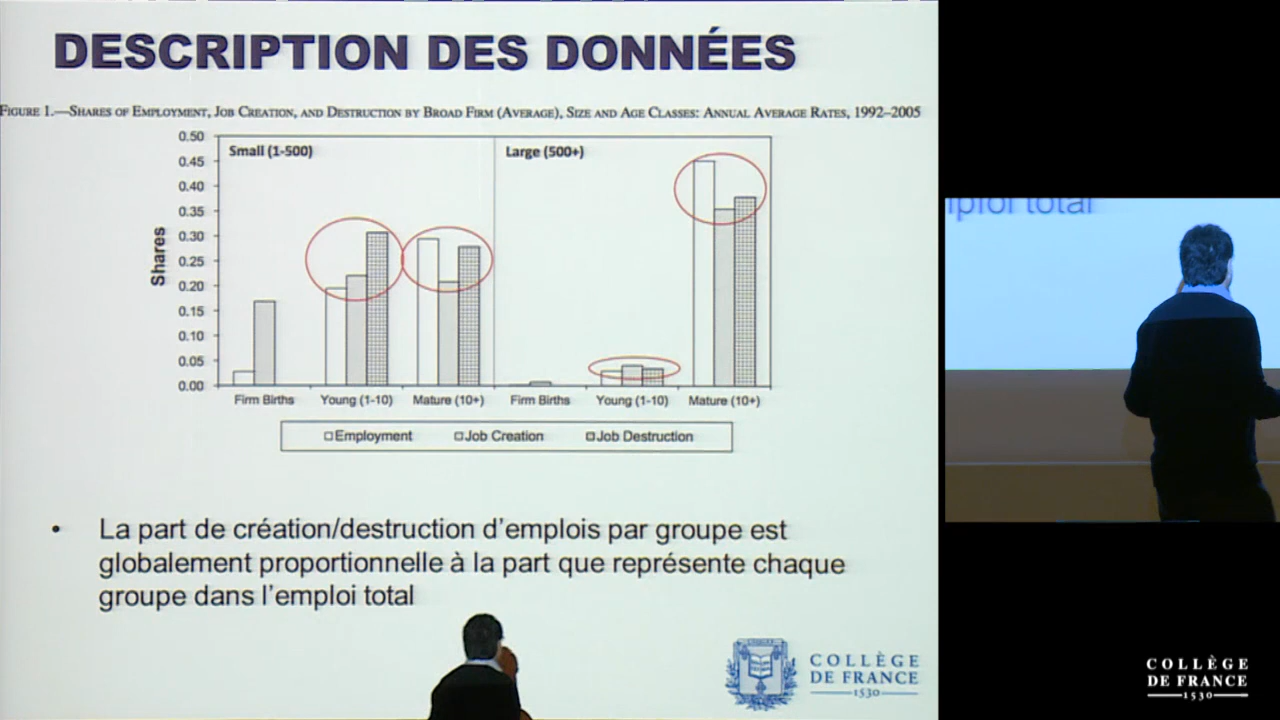 DESCRIPTION DES DONNÉES
FIGURE 1.—SHARES OF EMPLOYMENT, JOB CREATION, AND DESTRUCTION BY BROAD FIRM (AVERAGE), SIZE AND AGE CLASSES: ANNUAL AVERAGE RATES, 1992–2005
Small (1-500)
Large (500+)
Shares
0.50
0.45
0.40
0.35
0.30
0.25
0.20
0.15
0.10
0.05
0.00
Firm Births
Young (1-10)
Mature (10+)
Firm Births
Young (1-10)
Mature (10+)
Employment
Job Creation
Job Destruction
• La part de création/destruction d'emplois par groupe est
globalement proportionnelle à la part que représente chaque
groupe dans l'emploi total
COLLÈGE
DE FRANCE
1530
mploi total
COLLÈGE
DE FRANCE
1530